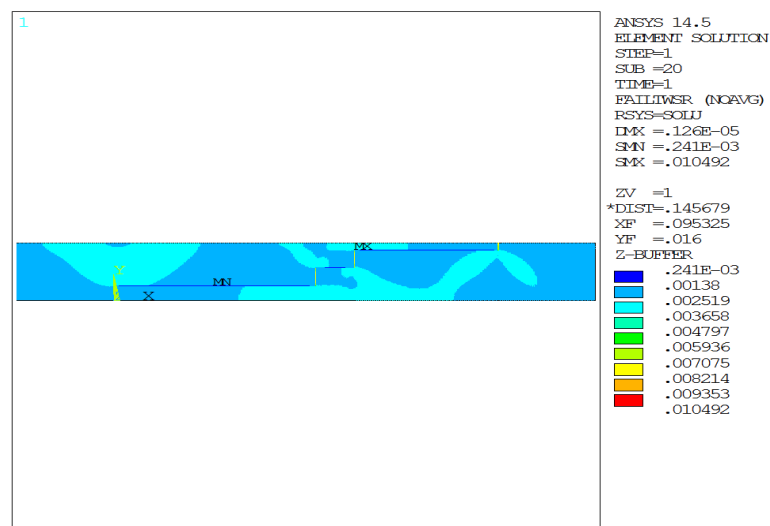 1
ANSYS 14.5
ELEMENT SOLUTION
STEP=1
SUB =20
TIME=1
FAILTWSR (NOAVG)
RSYS=SOLU
DMX =.126E-05
SMN =.241E-03
SMX =.010492
ZV =1
*DIST=.145679
XF =.095325
YF =.016
Z-BUFFER
.241E-03
.00138
.002519
.003658
.004797
.005936
.007075
.008214
.009353
.010492
MX
Y
MN
X